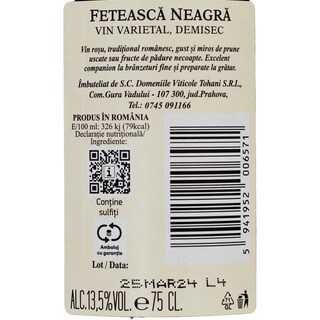 FETEASCĂ NEAGRĂ
VIN VARIETAL, DEMISEC
Vin roșu, tradițional românesc, gust și miros de prune
uscate sau fructe de pădure necoapte. Excelent
companion la brânzeturi fine și preparate la grătar.
Îmbuteliat de S.C. Domeniile Viticole Tohani S.R.L.,
Com.Gura Vadului - 107 300, jud.Prahova,
Tel. 0745 091166
PRODUS ÎN ROMÂNIA
E/100 ml: 326 kj (79kcal)
Declarație nutrițională/
Ingrediente:
Conține
sulfiți
Ambalaj
cu garanție
Lot / Data:
25MAR24 L4
ALC.13,5%VOL. e 75 CL.
5 941952 006571